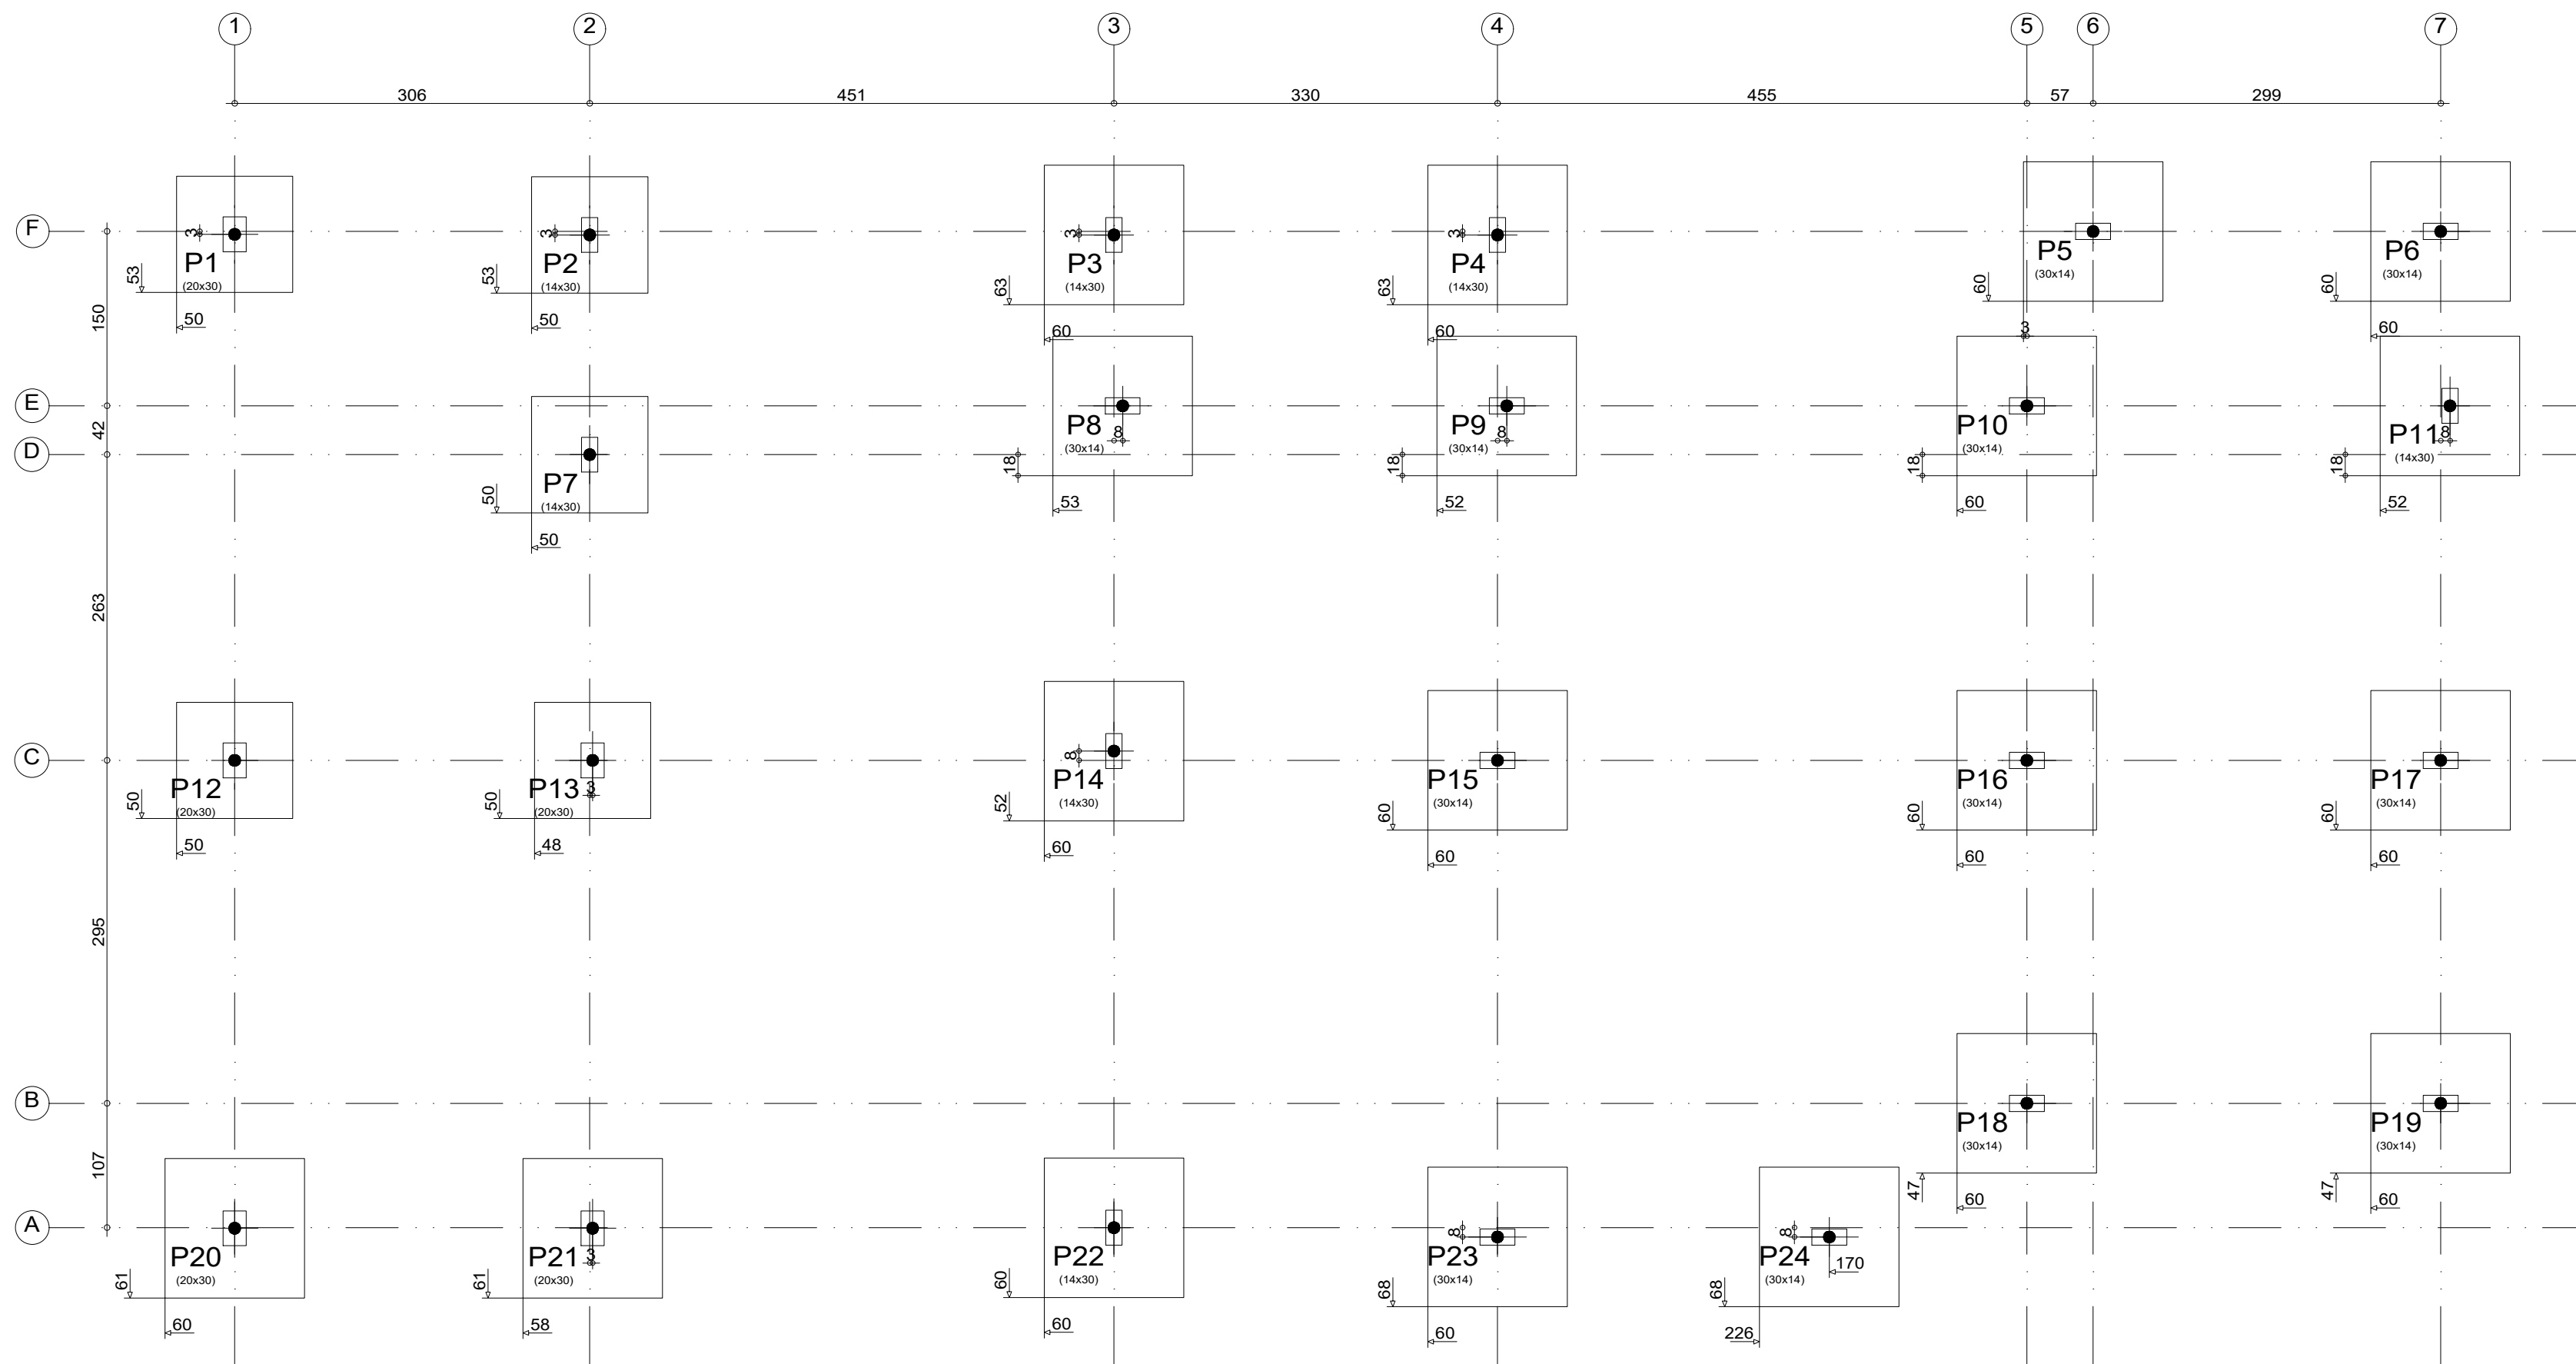 1 2 3 4 5 6 7
306 451 330 455 57 299
F
3 3 3 3
P1 P2 P3 P4 P5 P6
(20x30) (14x30) (14x30) (14x30) (30x14) (30x14)
53 53 63 63 60 60
50 50 60 60 3 60
150
E
42
D
P7 P8 P9 P10 P11
8 8 8
(14x30) (30x14) (30x14) (30x14) (14x30)
50 18 18 18 18
50 53 52 60 52
263
C
8
P12 P13 P14 P15 P16 P17
3
(20x30) (20x30) (14x30) (30x14) (30x14) (30x14)
50 50 52 60 60 60
50 48 60 60 60 60
295
B
P18 P19
(30x14) (30x14)
47 47
60 60
107
A
8 8
P20 P21 P22 P23 P24
3 170
(20x30) (20x30) (14x30) (30x14) (30x14)
61 61 60 68 68
60 58 60 60 226